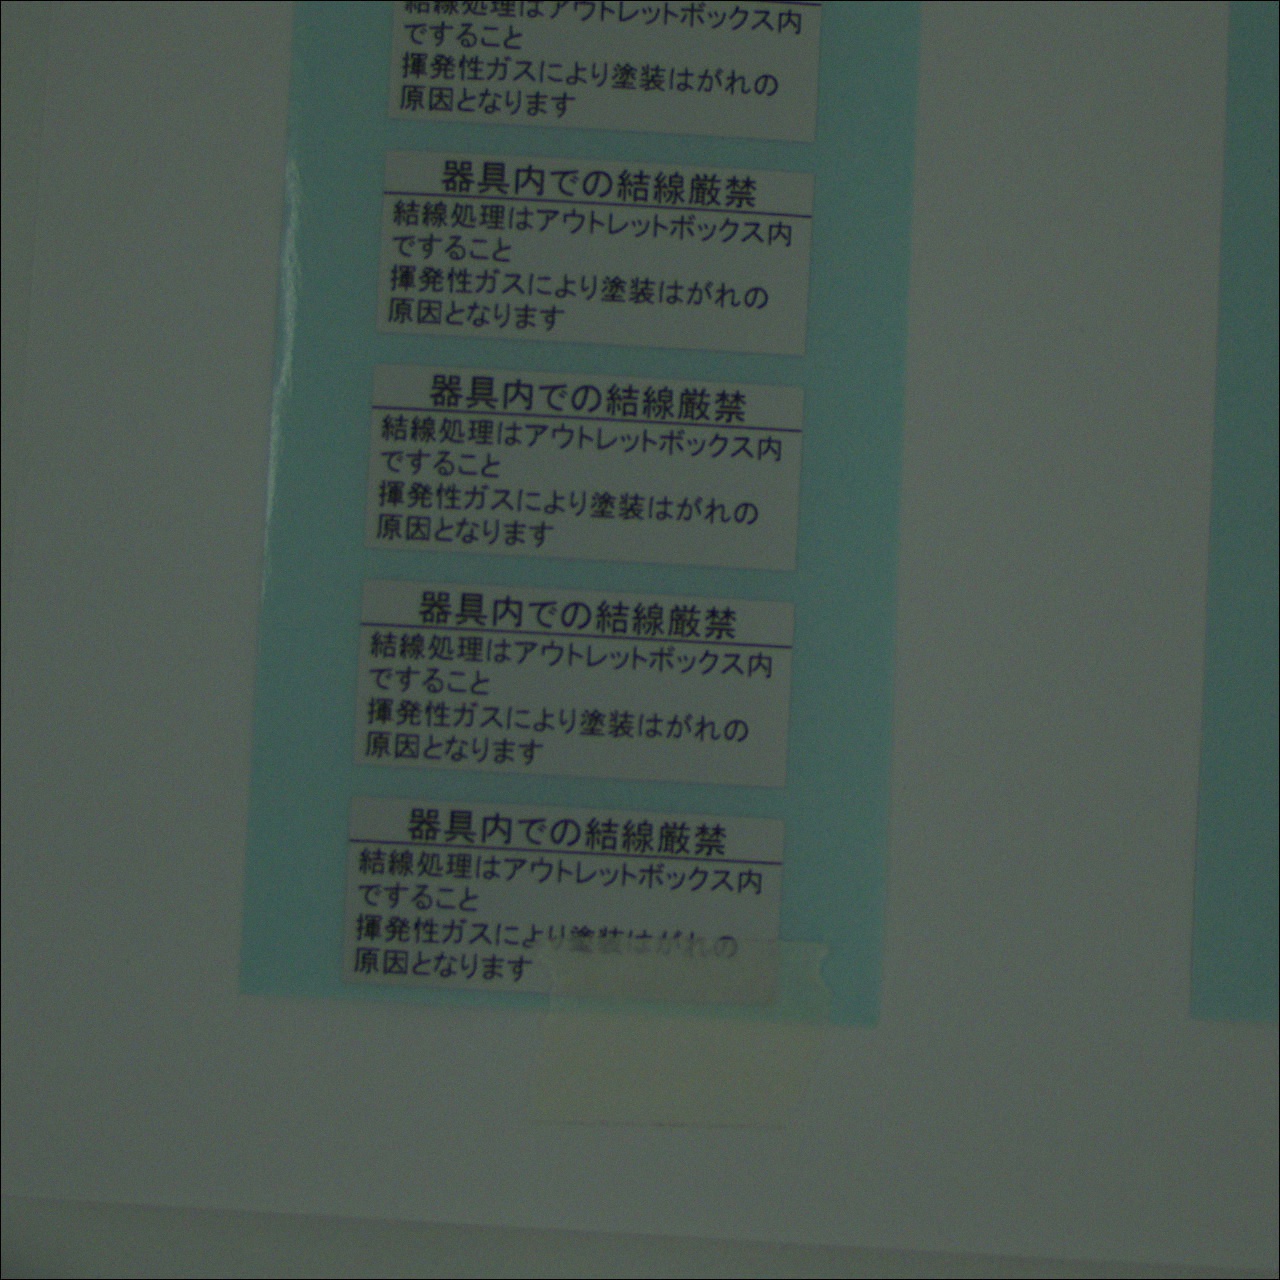 結線処理はアウトレットボックス内
ですること
揮発性ガスにより塗装はがれの
原因となります
器具内での結線厳禁
結線処理はアウトレットボックス内
ですること
揮発性ガスにより塗装はがれの
原因となります
器具内での結線厳禁
結線処理はアウトレットボックス内
ですること
揮発性ガスにより塗装はがれの
原因となります
器具内での結線厳禁
結線処理はアウトレットボックス内
ですること
揮発性ガスにより塗装はがれの
原因となります
器具内での結線厳禁
結線処理はアウトレットボックス内
ですること
揮発性ガスにより塗装はがれの
原因となります